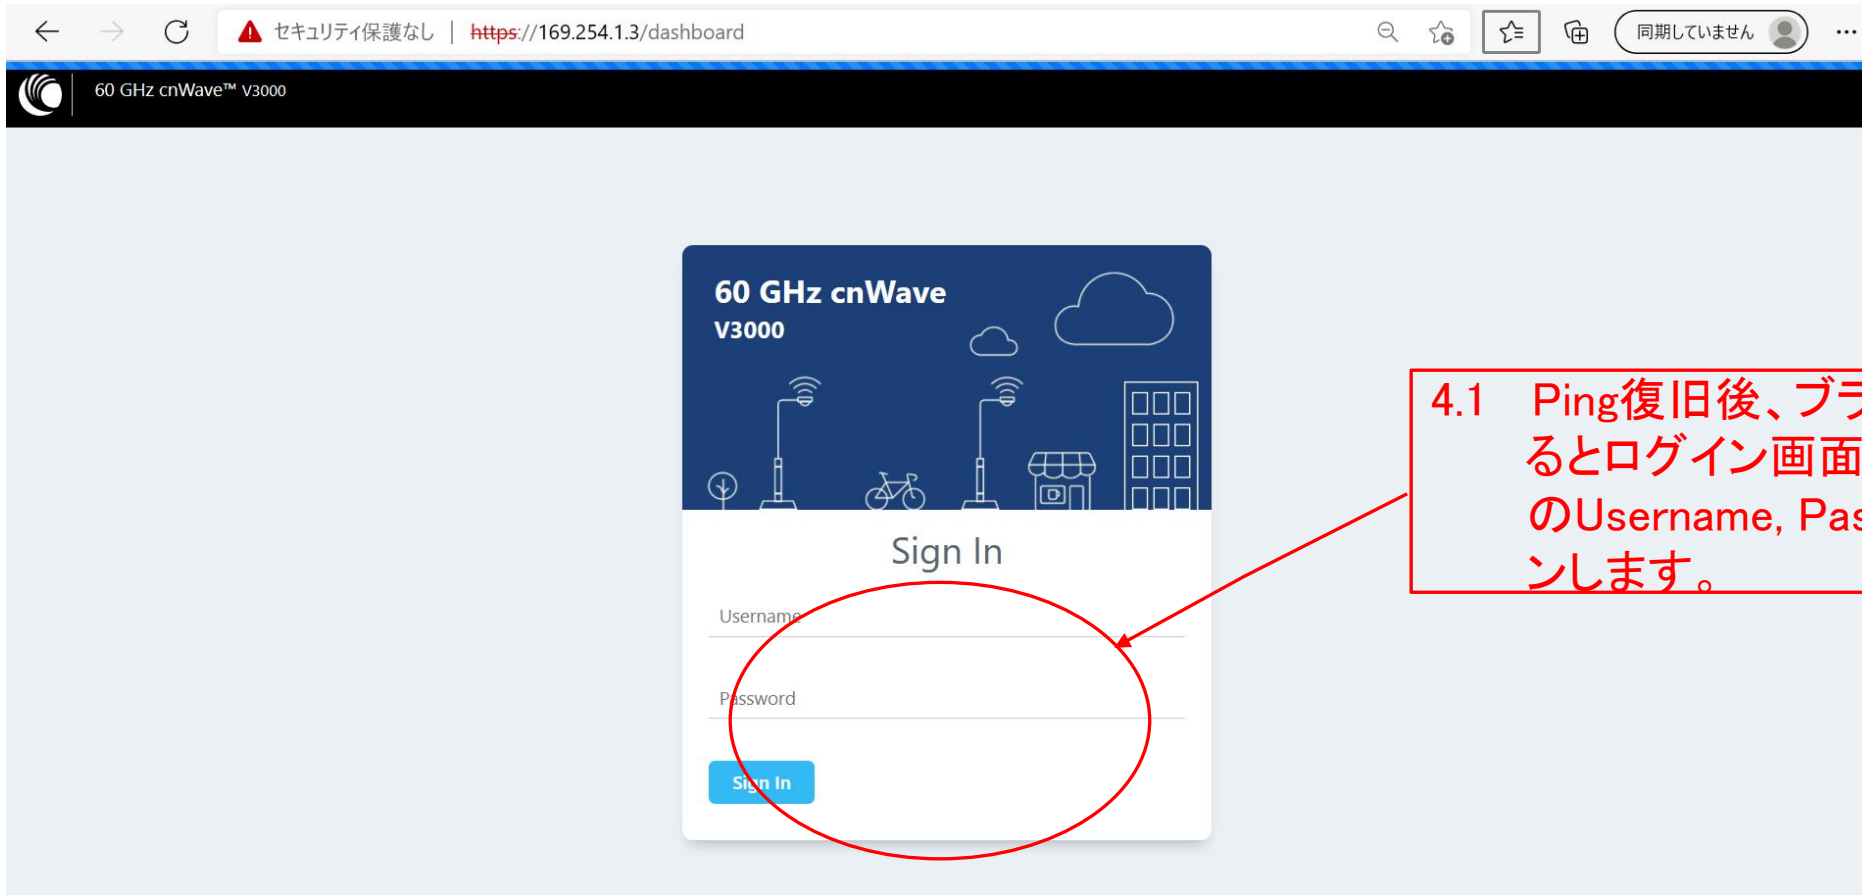 セキュリティ保護なし | https://169.254.1.3/dashboard
同期していません
60 GHz cnWave™ V3000
60 GHz cnWave
V3000
4.1 Ping復旧後、ブラ
るとログイン画面
のUsername, Pas
ンします。
Sign In
Username
Password
Sign In